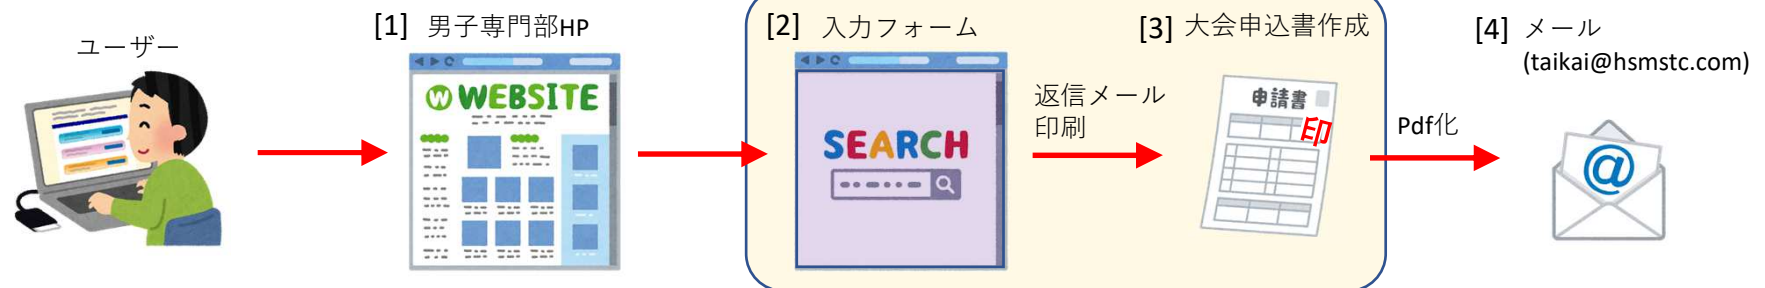 ユーザー
[1] 男子専門部HP
WWEBSITE
[2] 入力フォーム
SEARCH
返信メール
印刷
[3] 大会申込書作成
申請書
印
Pdf化
[4] メール
(taikai@hsmstc.com)
@